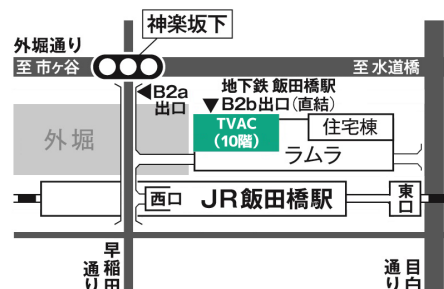 神楽坂下
外堀通り
至 市ヶ谷
至 水道橋
B2a
出口
地下鉄 飯田橋駅
B2b出口(直結)
TVAC
(10階)
住宅棟
外堀
ラムラ
西口
JR飯田橋駅
東口
早稲田通り
目白通り